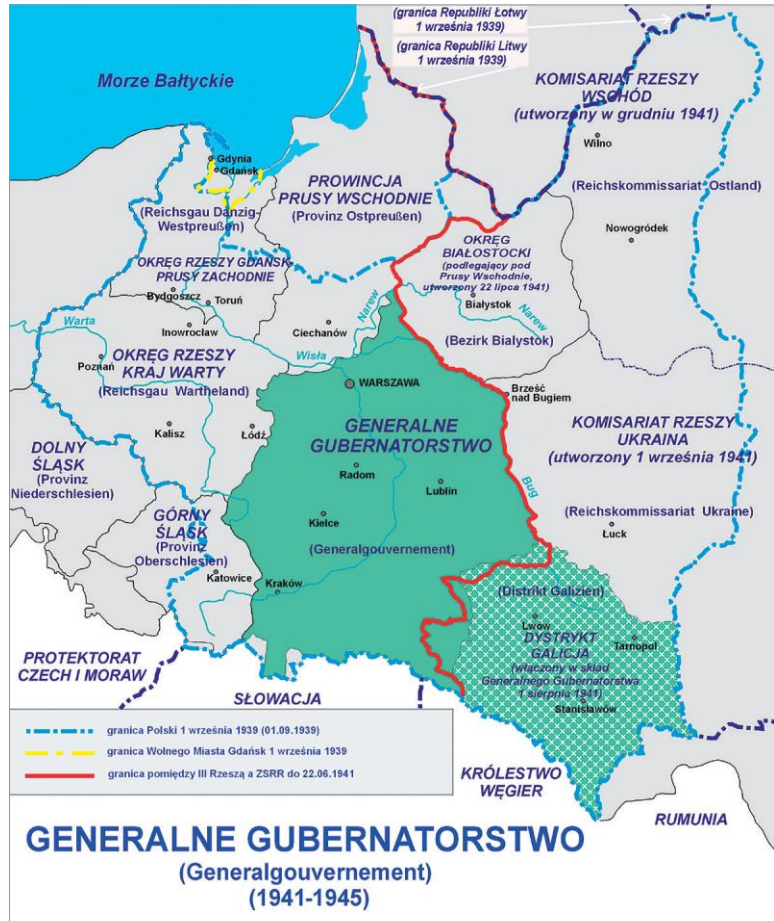 (granica Republiki Łotwy
1 września 1939)
(granica Republiki Litwy
1 września 1939)
Morze Bałtyckie
KOMISARIAT RZESZY
WSCHÓD
(utworzony w grudniu 1941)
Wilno
(Reichskommissariat Ostland)
Nowogródek
Gdynia
Gdańsk
PROWINCJA
PRUSY WSCHODNIE
(Provinz Ostpreußen)
(Reichsgau Danzig-
Westpreußen)
OKRĘG RZESZY GDAŃSK
PRUSY ZACHODNIE
Bydgoszcz
Toruń
OKRĘG
BIAŁOSTOCKI
(podlegający pod
Prusy Wschodnie,
utworzony 22 lipca 1941)
Białystok
Narew
(Bezirk Bialystok)
Inowrocław
Ciechanów
Narew
Warta
Wisła
Poznań
OKRĘG RZESZY
KRAJ WARTY
(Reichsgau Wartheland)
WARSZAWA
Brześć
nad Bugiem
Kalisz
Łódź
GENERALNE
GUBERNATORSTWO
KOMISARIAT RZESZY
UKRAINA
(utworzony 1 września 1941)
DOLNY
ŚLĄSK
(Provinz
Niederschlesien)
Radom
Lublin
Bug
Kielce
(Reichskommissariat Ukraine)
Łuck
GÓRNY
ŚLĄSK
(Provinz
Oberschlesien)
(Generalgouvernement)
Katowice
Kraków
(Distrikt Galizien)
Lwów
Tarnopol
DYSTRYKT
GALICJA
(włączony w skład
Generalnego Gubernatorstwa
1 sierpnia 1941)
Stanisławów
PROTEKTORAT
CZECH I MORAW
SŁOWACJA
KRÓLESTWO
WĘGIER
RUMUNIA
granica Polski 1 września 1939 (01.09.1939)
granica Wolnego Miasta Gdańsk 1 września 1939
granica pomiędzy III Rzeszą a ZSRR do 22.06.1941
GENERALNE GUBERNATORSTWO
(Generalgouvernement)
(1941-1945)